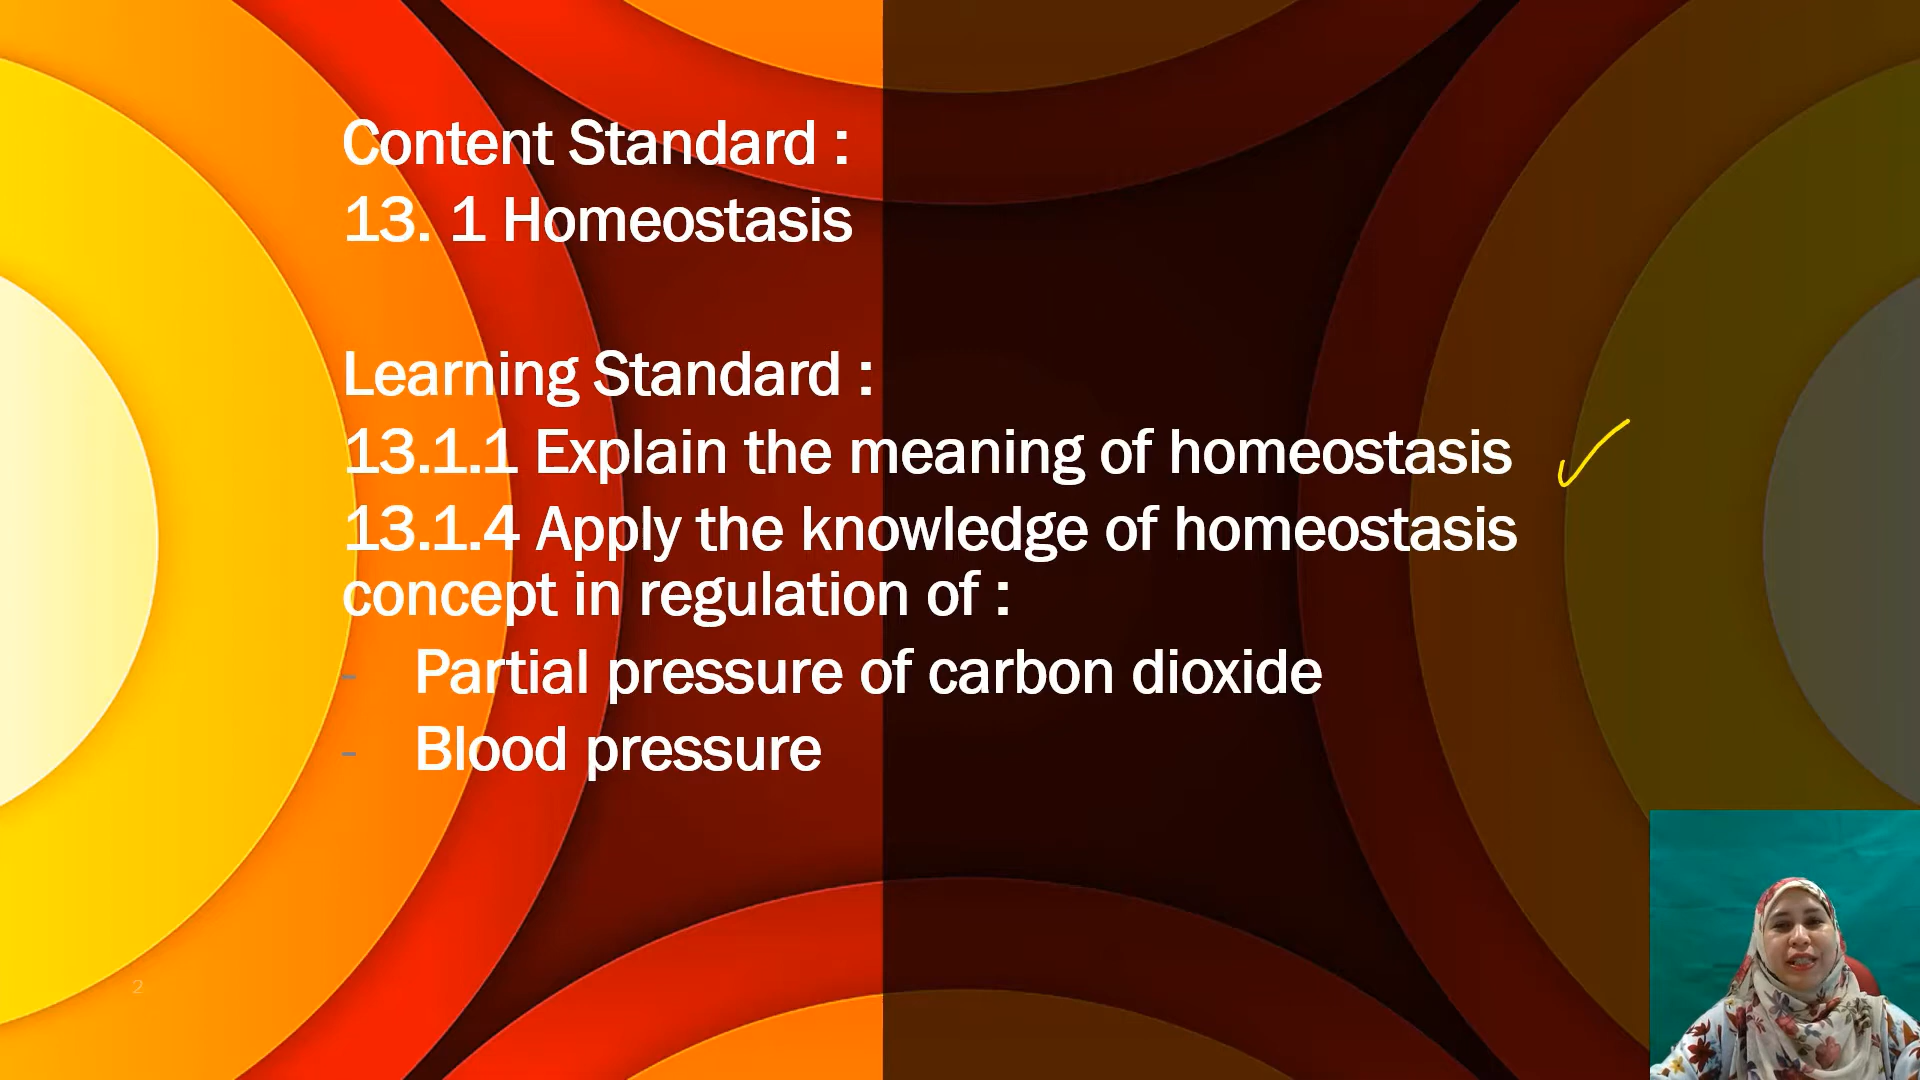 Content Standard :
13. 1 Homeostasis
Learning Standard :
13.1.1 Explain the meaning of homeostasis
13.1.4 Apply the knowledge of homeostasis
concept in regulation of :
- Partial pressure of carbon dioxide
- Blood pressure
2